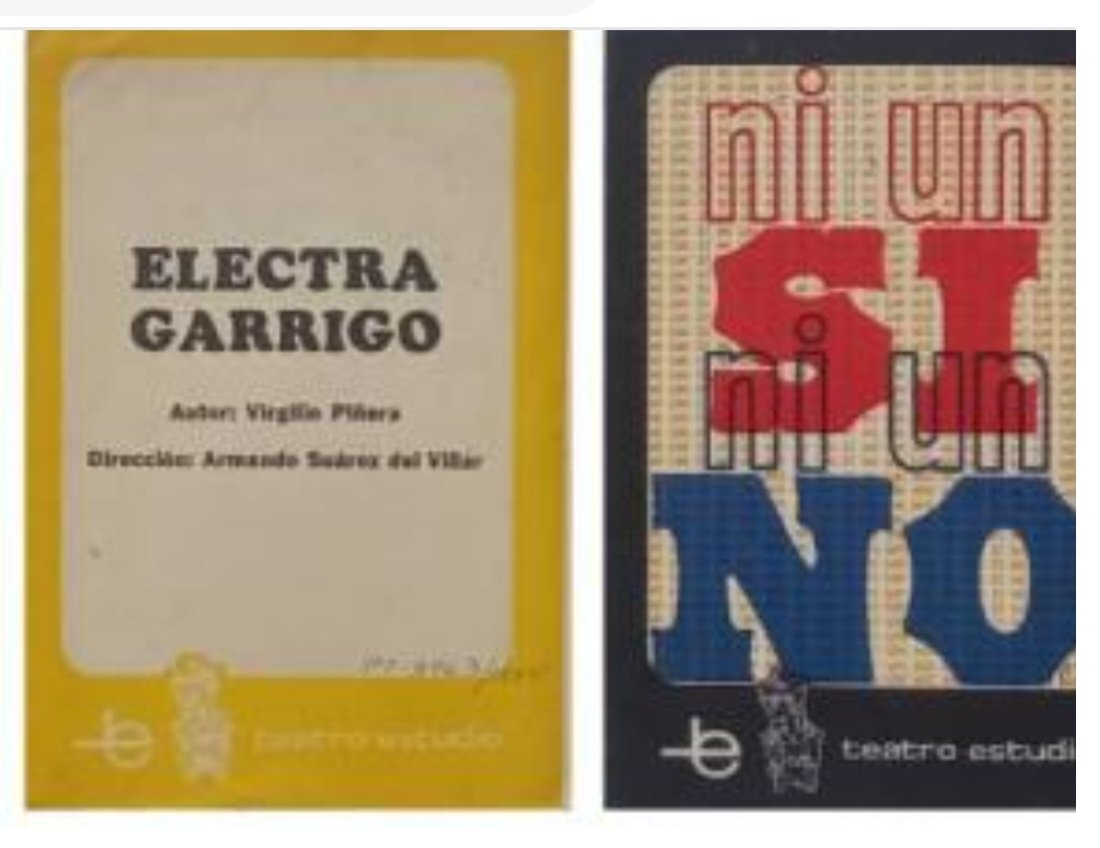 ELECTRA
GARRIGO
Autor: Virgilio Piñera
Dirección: Armando Suárez del Villar
teatro estudio
ni un
SI
ni un
NO
teatro estudi